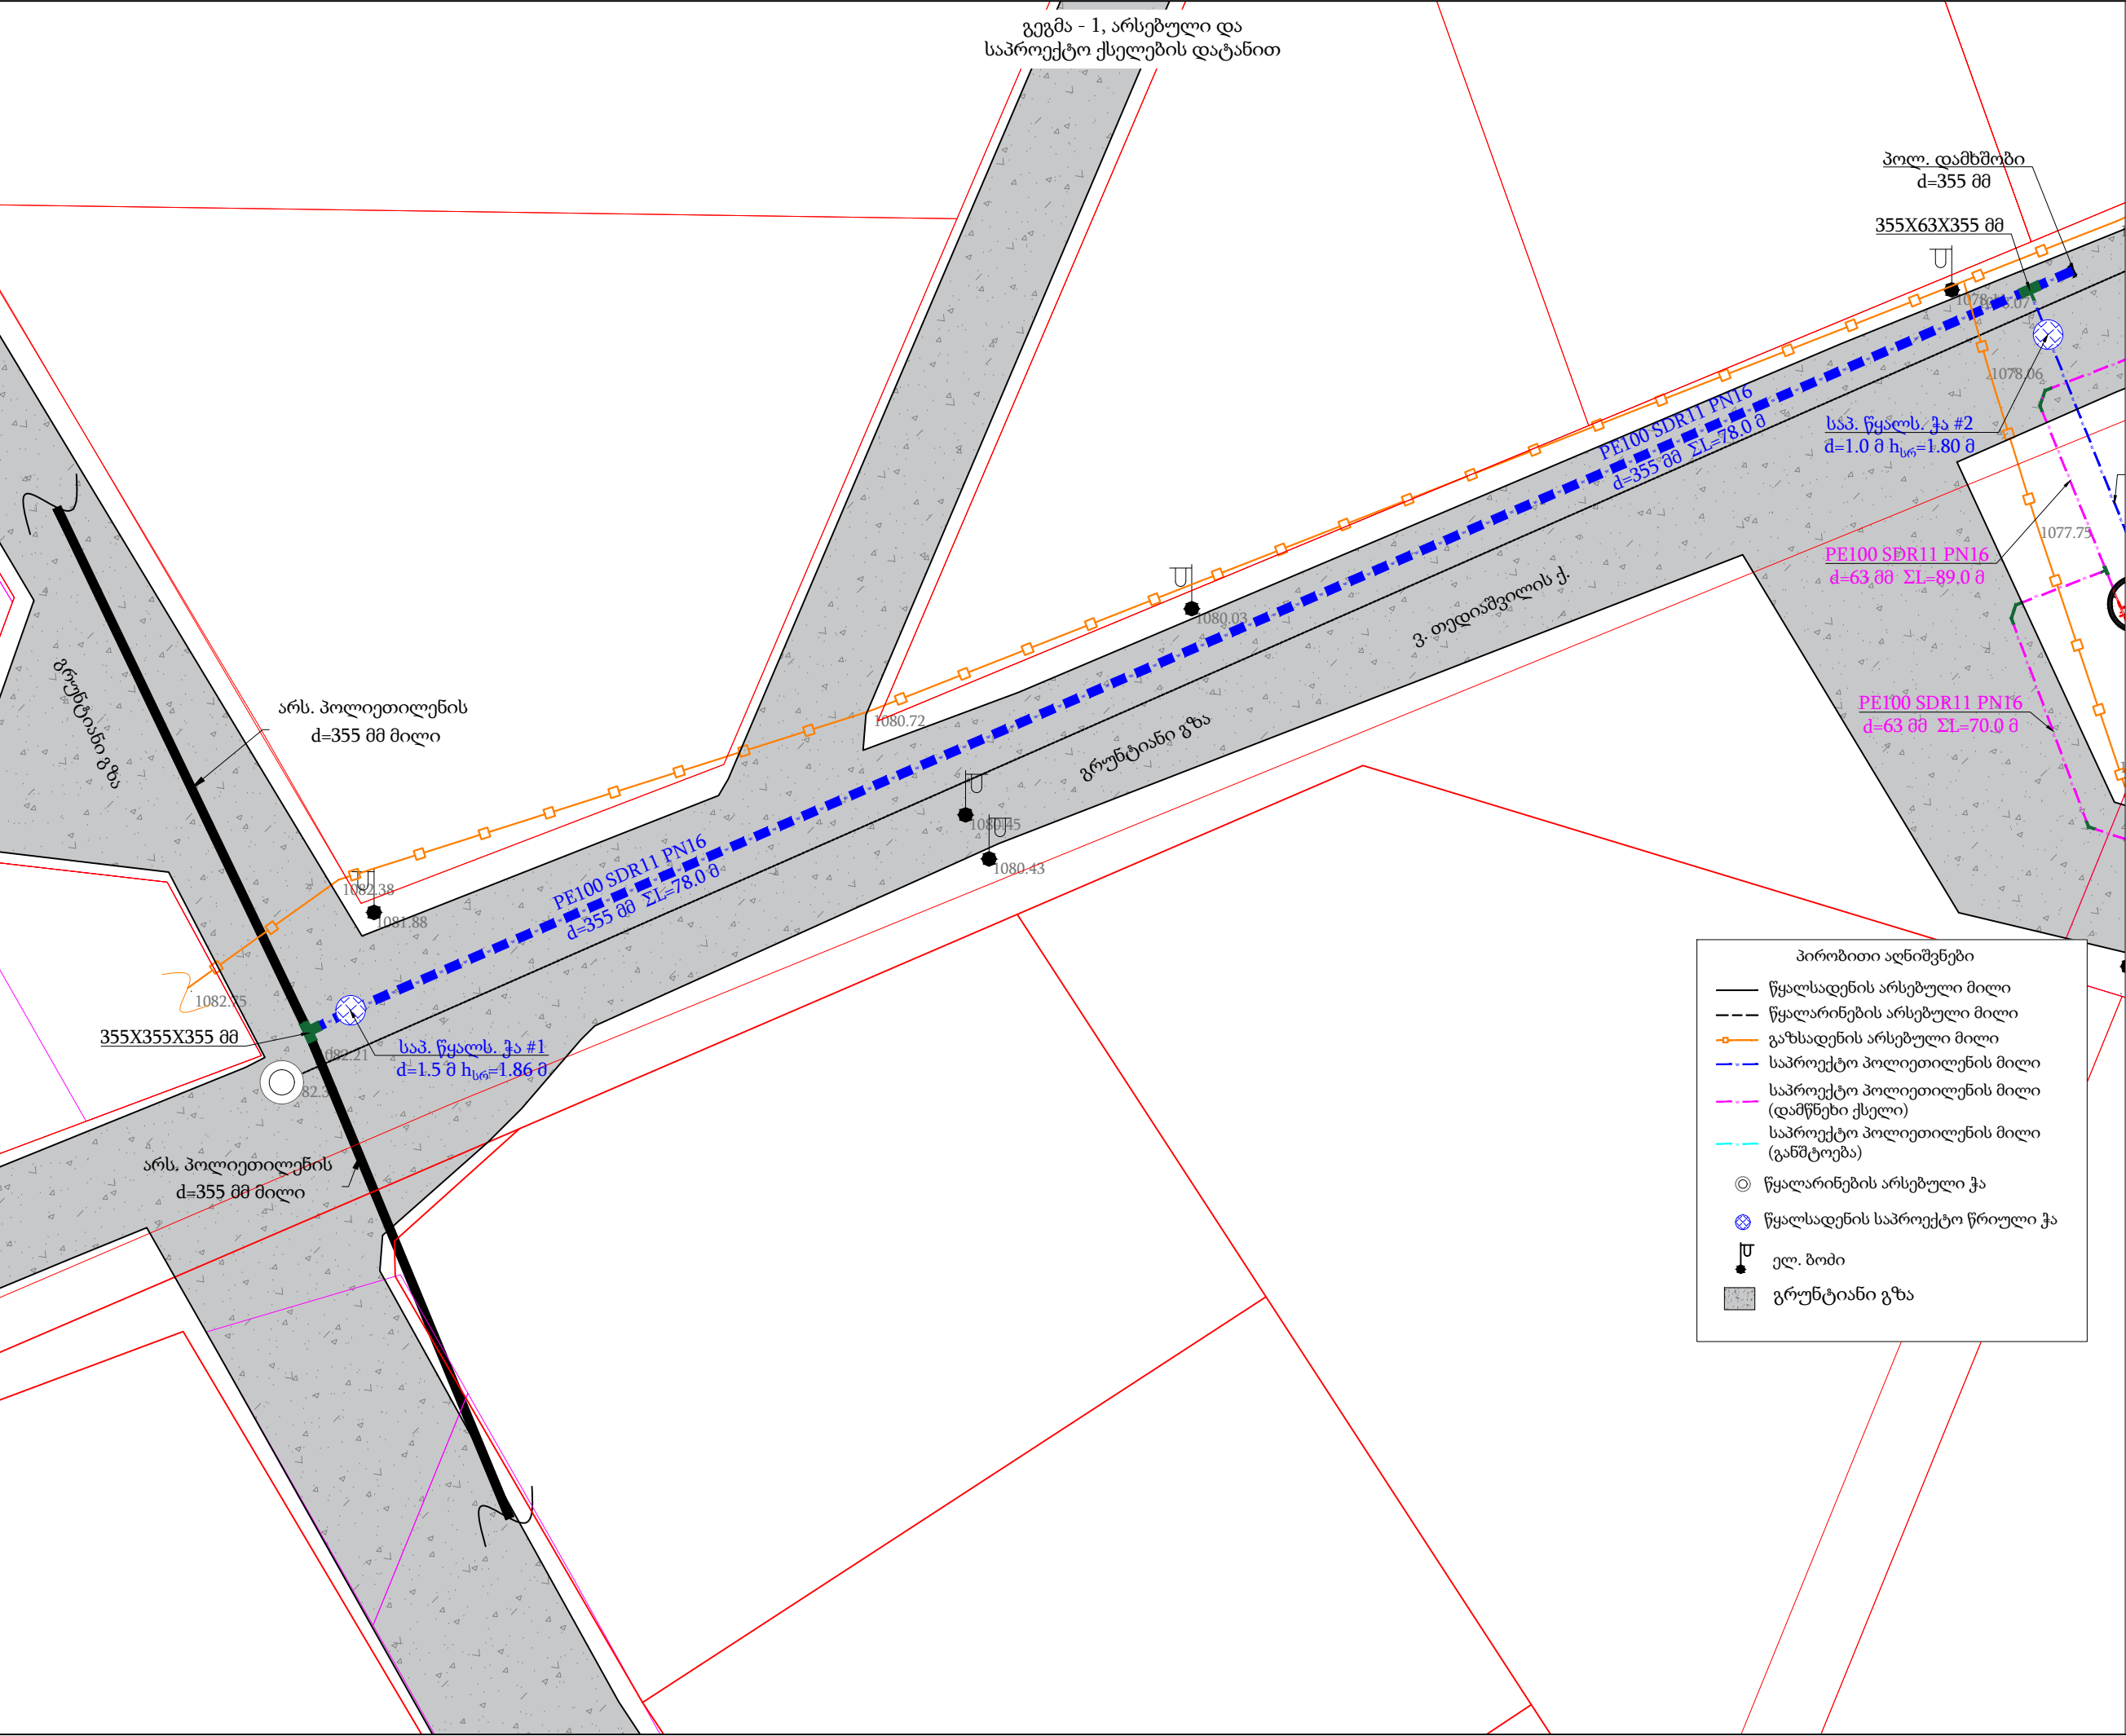 გეგმა - 1, არსებული და
საპროექტო ქსელების დატანით
პოლ. დამხშობი
d=355 მმ
355X63X355 მმ
1078.06
საპ. წყალს. ჭა #2
d=1.0 მ hსრ=1.80 მ
PE100 SDR11 PN16
d=355 მმ ΣL=78.0 მ
1077.75
PE100 SDR11 PN16
d=63 მმ ΣL=89.0 მ
ვ. თედიაშვილის ქ.
1080.03
PE100 SDR11 PN16
d=63 მმ ΣL=70.0 მ
გრუნტიანი გზა
არს. პოლიეთილენის
d=355 მმ მილი
1080.72
გრუნტიანი გზა
1080.45
1080.43
PE100 SDR11 PN16
d=355 მმ ΣL=78.0 მ
1082.38
1081.88
1082.75
355X355X355 მმ
1082.21
საპ. წყალს. ჭა #1
d=1.5 მ hსრ=1.86 მ
არს. პოლიეთილენის
d=355 მმ მილი
პირობითი აღნიშვნები
წყალსადენის არსებული მილი
წყალარინების არსებული მილი
გაზსადენის არსებული მილი
საპროექტო პოლიეთილენის მილი
საპროექტო პოლიეთილენის მილი
(დამწნეხი ქსელი)
საპროექტო პოლიეთილენის მილი
(განშტოება)
წყალარინების არსებული ჭა
წყალსადენის საპროექტო წრიული ჭა
ელ. ბოძი
გრუნტიანი გზა